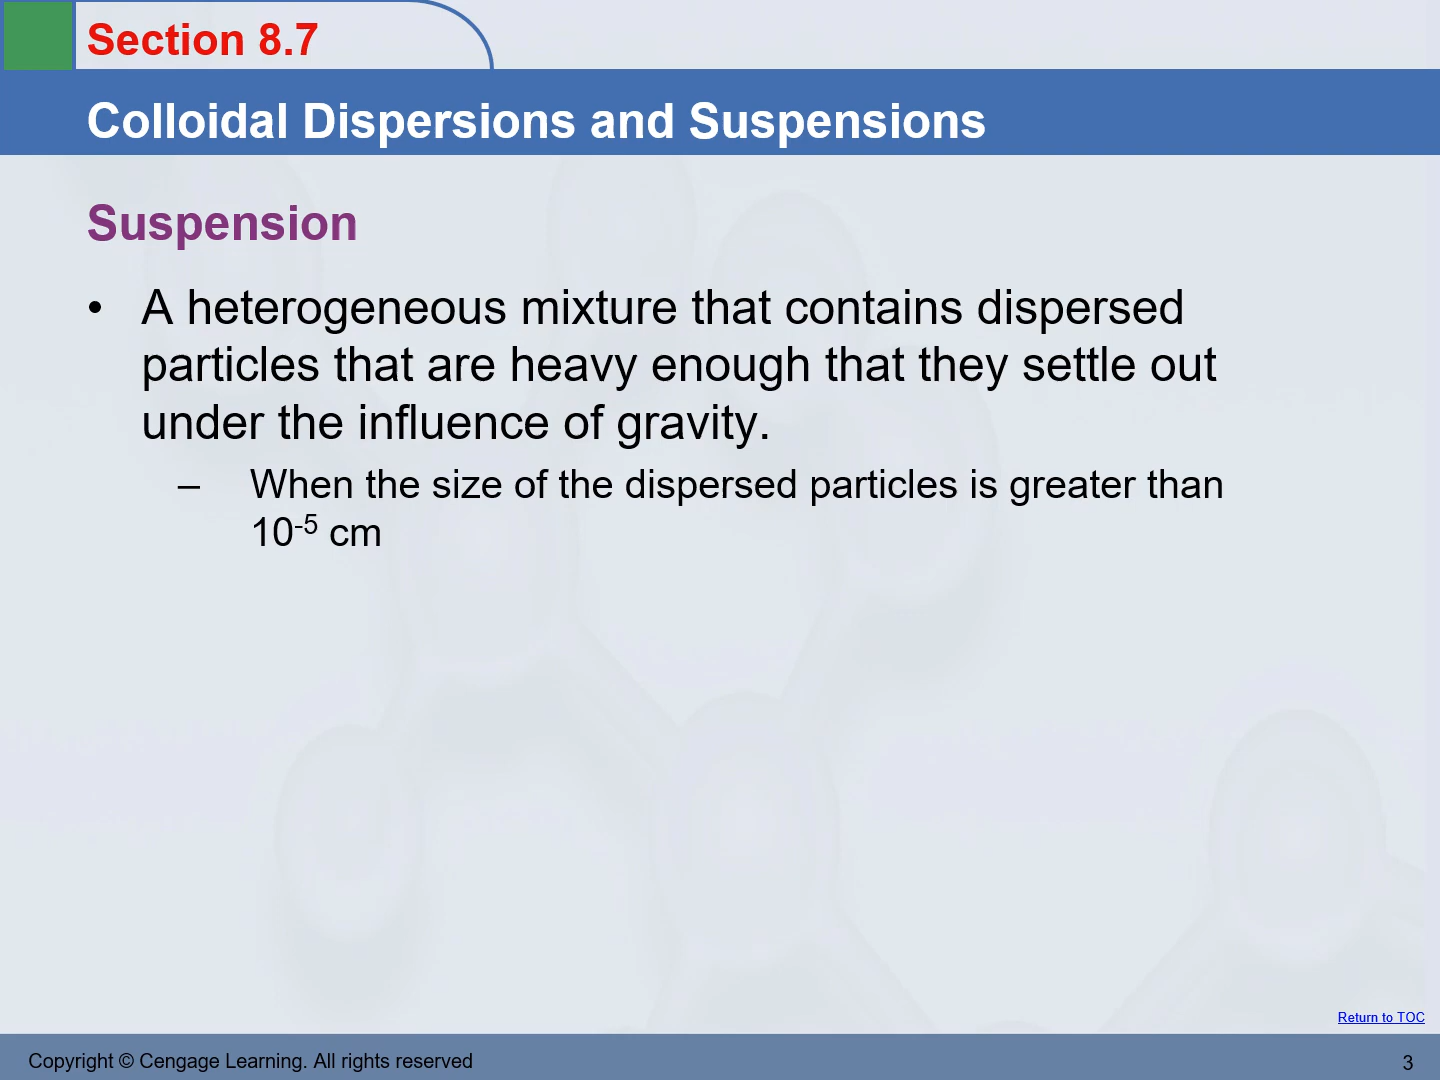 Section 8.7
Colloidal Dispersions and Suspensions
Suspension
• A heterogeneous mixture that contains dispersed
particles that are heavy enough that they settle out
under the influence of gravity.
– When the size of the dispersed particles is greater than
10⁻⁵ cm
Return to TOC
Copyright © Cengage Learning. All rights reserved
3